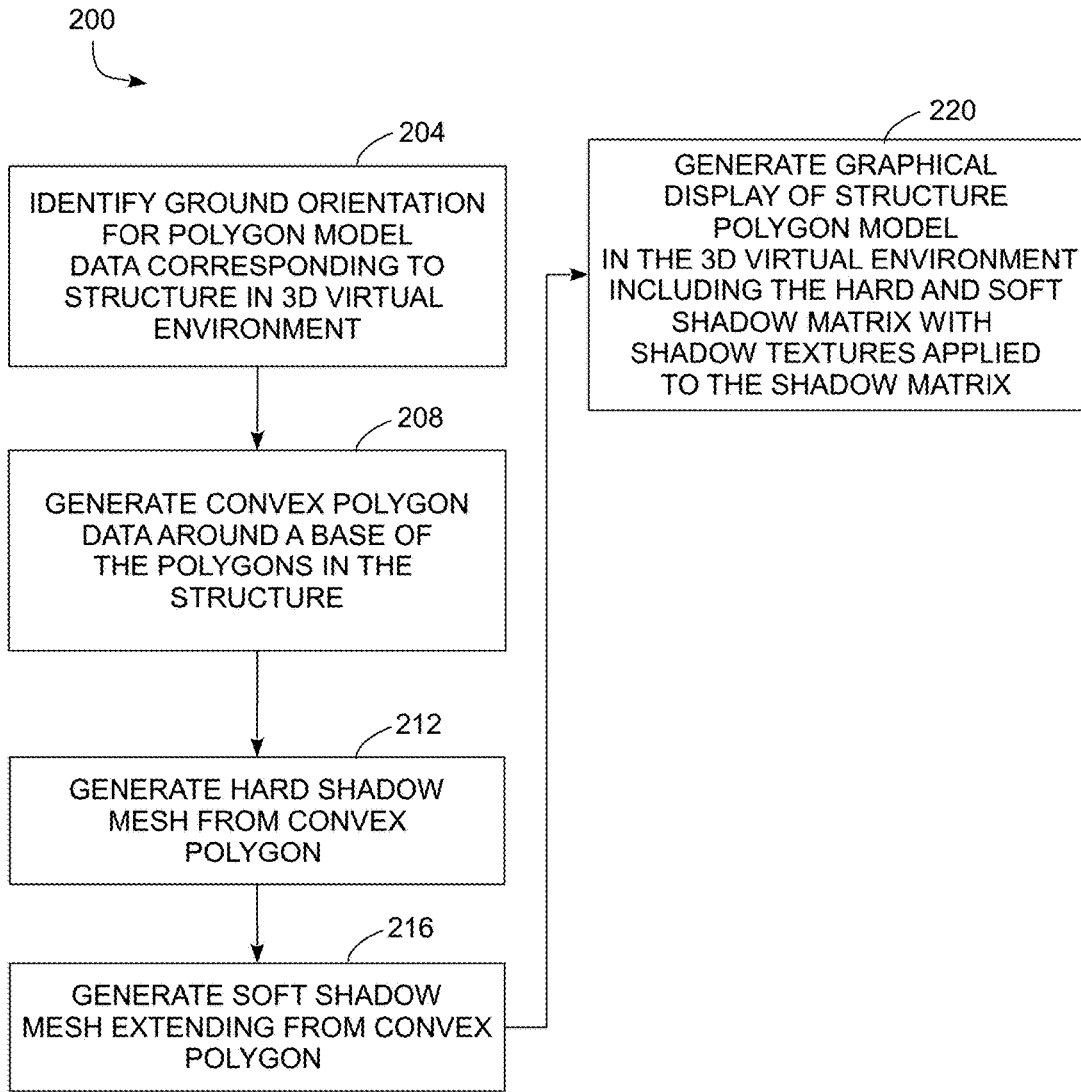 200
204
IDENTIFY GROUND ORIENTATION
FOR POLYGON MODEL
DATA CORRESPONDING TO
STRUCTURE IN 3D VIRTUAL
ENVIRONMENT
208
GENERATE CONVEX POLYGON
DATA AROUND A BASE OF
THE POLYGONS IN THE
STRUCTURE
212
GENERATE HARD SHADOW
MESH FROM CONVEX
POLYGON
216
GENERATE SOFT SHADOW
MESH EXTENDING FROM CONVEX
POLYGON
220
GENERATE GRAPHICAL
DISPLAY OF STRUCTURE
POLYGON MODEL
IN THE 3D VIRTUAL ENVIRONMENT
INCLUDING THE HARD AND SOFT
SHADOW MATRIX WITH
SHADOW TEXTURES APPLIED
TO THE SHADOW MATRIX